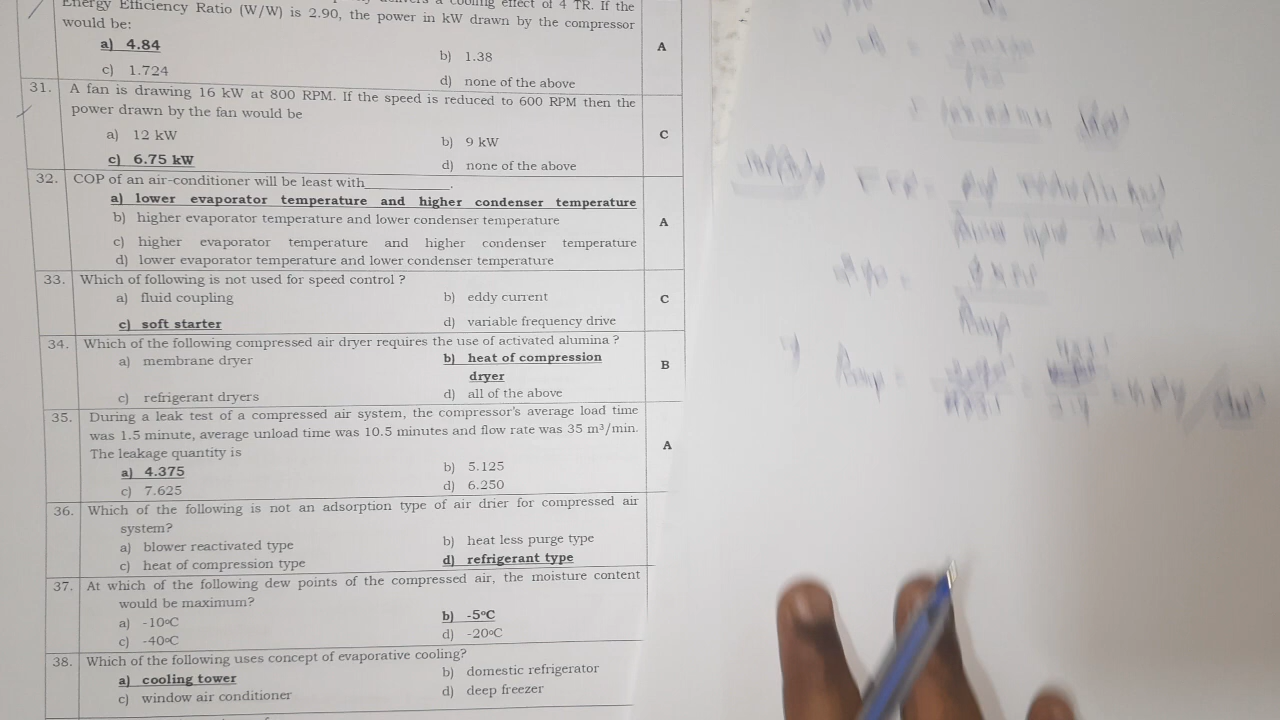 cooling effect of 4 TR. If the
Energy Efficiency Ratio (W/W) is 2.90, the power in kW drawn by the compressor
would be:
a) 4.84
b) 1.38
A
c) 1.724
d) none of the above
31. A fan is drawing 16 kW at 800 RPM. If the speed is reduced to 600 RPM then the
power drawn by the fan would be
a) 12 kW
b) 9 kW
C
c) 6.75 kW
d) none of the above
32. COP of an air-conditioner will be least with__________.
a) lower evaporator temperature and higher condenser temperature
b) higher evaporator temperature and lower condenser temperature
A
c) higher evaporator temperature and higher condenser temperature
d) lower evaporator temperature and lower condenser temperature
33. Which of following is not used for speed control ?
a) fluid coupling
b) eddy current
C
c) soft starter
d) variable frequency drive
34. Which of the following compressed air dryer requires the use of activated alumina ?
a) membrane dryer
b) heat of compression
dryer
B
c) refrigerant dryers
d) all of the above
35. During a leak test of a compressed air system, the compressor's average load time
was 1.5 minute, average unload time was 10.5 minutes and flow rate was 35 m³/min.
The leakage quantity is
A
a) 4.375
b) 5.125
c) 7.625
d) 6.250
36. Which of the following is not an adsorption type of air drier for compressed air
system?
a) blower reactivated type
b) heat less purge type
c) heat of compression type
d) refrigerant type
37. At which of the following dew points of the compressed air, the moisture content
would be maximum?
a) -10°C
b) -5°C
c) -40°C
d) -20°C
38. Which of the following uses concept of evaporative cooling?
a) cooling tower
b) domestic refrigerator
c) window air conditioner
d) deep freezer